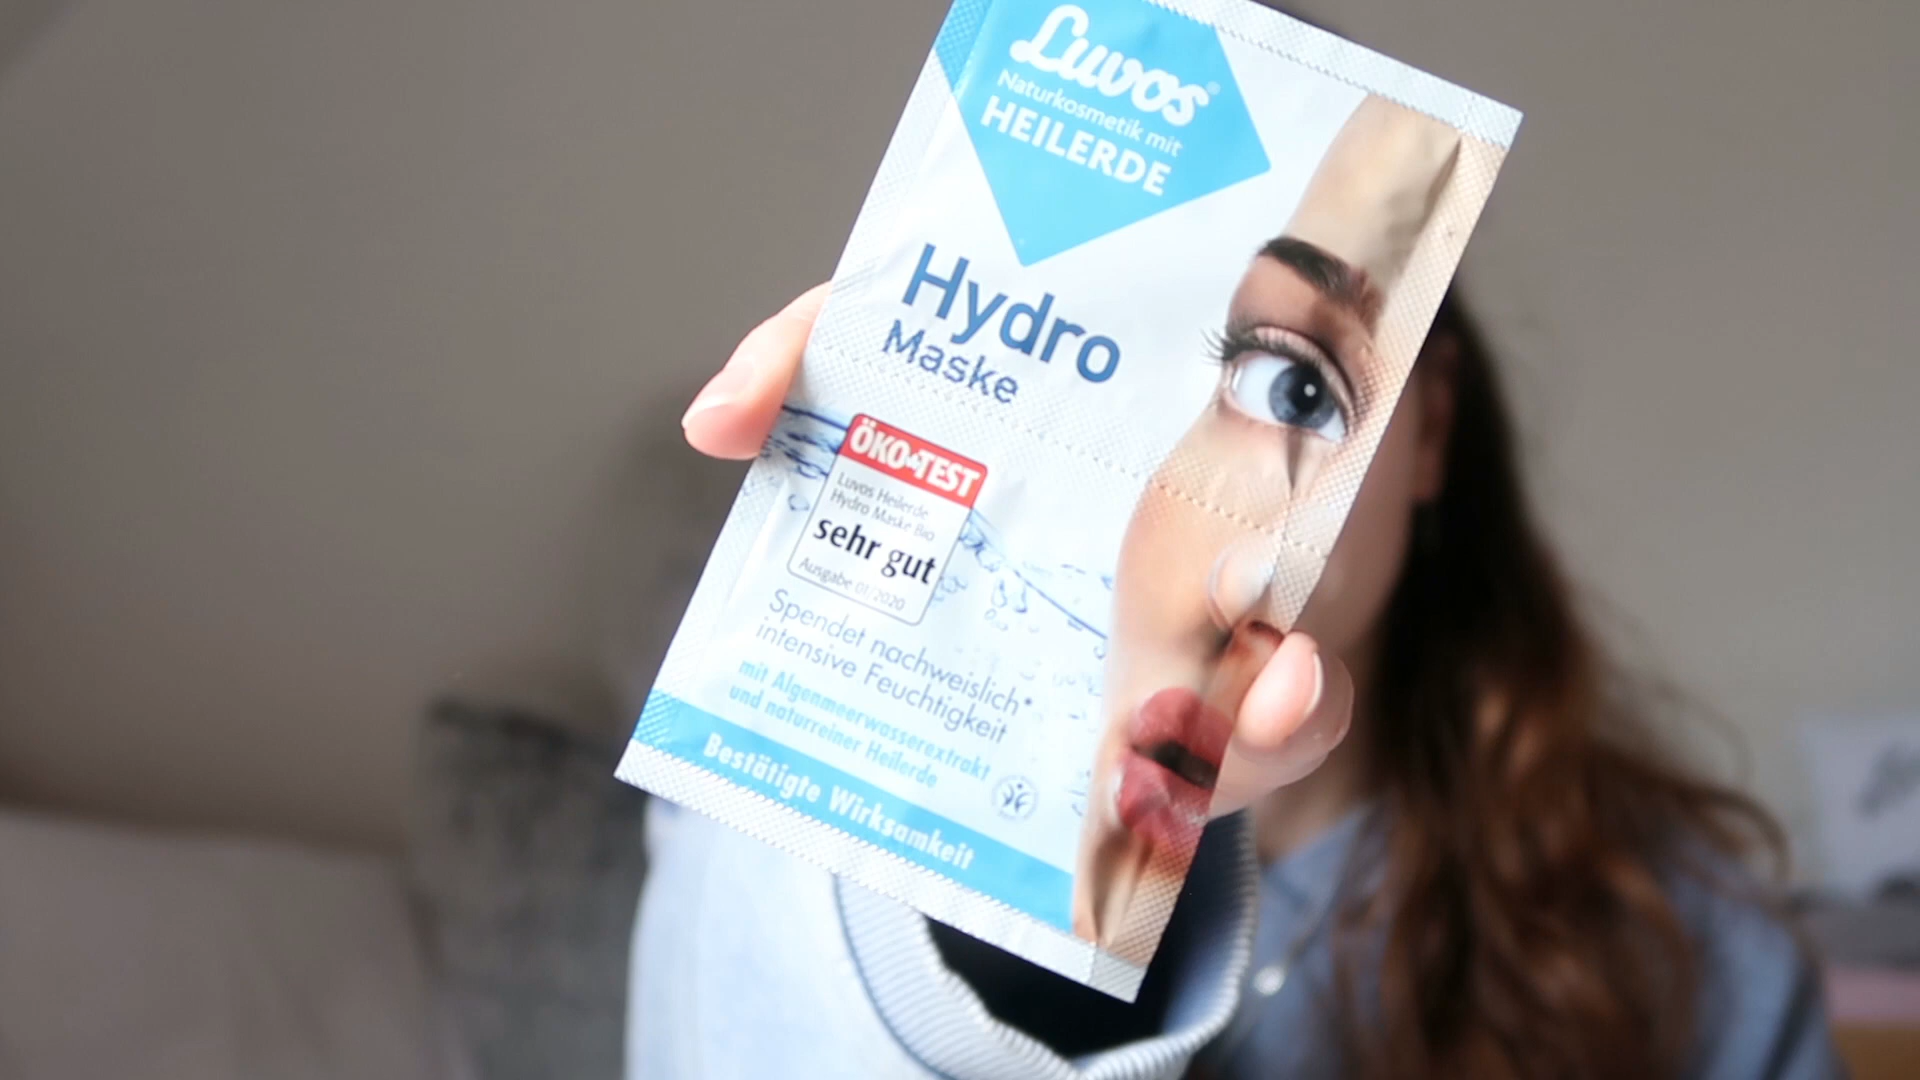 Luvos®
Naturkosmetik mit
HEILERDE
Hydro
Maske
ÖKO TEST
Luvos Heilerde
Hydro Maske Bio
sehr gut
Ausgabe 01/2020
Spendet nachweislich*
intensive Feuchtigkeit
mit Algenmeerwasserextrakt
und naturreiner Heilerde
Bestätigte Wirksamkeit